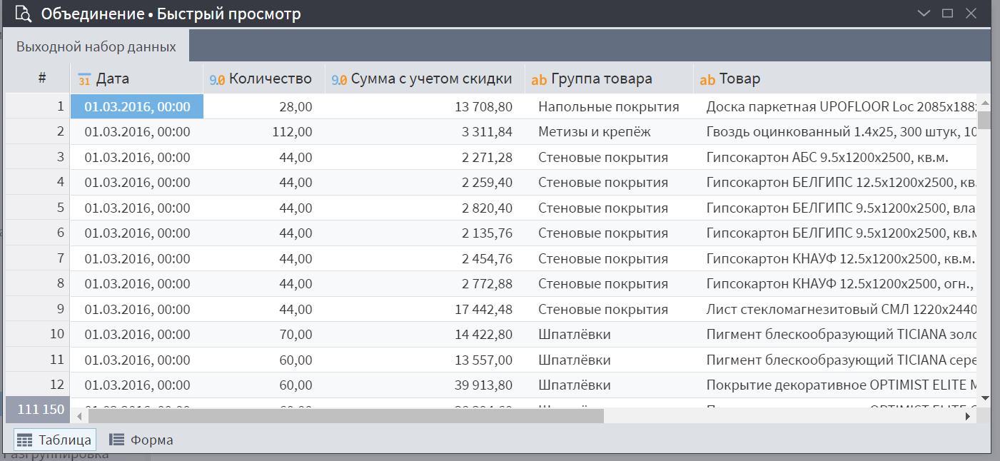 Объединение • Быстрый просмотр
Выходной набор данных
# 31 Дата 9.0 Количество 9.0 Сумма с учетом скидки ab Группа товара ab Товар
1 01.03.2016, 00:00 28,00 13 708,80 Напольные покрытия Доска паркетная UPOFLOOR Loc 2085x188x
2 01.03.2016, 00:00 112,00 3 311,84 Метизы и крепёж Гвоздь оцинкованный 1.4x25, 300 штук, 10
3 01.03.2016, 00:00 44,00 2 271,28 Стеновые покрытия Гипсокартон АБС 9.5x1200x2500, кв.м.
4 01.03.2016, 00:00 44,00 2 259,40 Стеновые покрытия Гипсокартон БЕЛГИПС 12.5x1200x2500, кв.
5 01.03.2016, 00:00 44,00 2 820,40 Стеновые покрытия Гипсокартон БЕЛГИПС 9.5x1200x2500, вла
6 01.03.2016, 00:00 44,00 2 135,76 Стеновые покрытия Гипсокартон БЕЛГИПС 9.5x1200x2500, кв.м
7 01.03.2016, 00:00 44,00 2 454,76 Стеновые покрытия Гипсокартон КНАУФ 12.5x1200x2500, кв.м.
8 01.03.2016, 00:00 44,00 2 772,88 Стеновые покрытия Гипсокартон КНАУФ 12.5x1200x2500, огн.,
9 01.03.2016, 00:00 44,00 17 442,48 Стеновые покрытия Лист стекломагнезитовый СМЛ 1220x2440
10 01.03.2016, 00:00 70,00 14 422,80 Шпатлёвки Пигмент блескообразующий TICIANA золо
11 01.03.2016, 00:00 60,00 13 557,00 Шпатлёвки Пигмент блескообразующий TICIANA сере
12 01.03.2016, 00:00 60,00 39 913,80 Шпатлёвки Покрытие декоративное OPTIMIST ELITE M
111 150
Таблица Форма
Разгруппировка